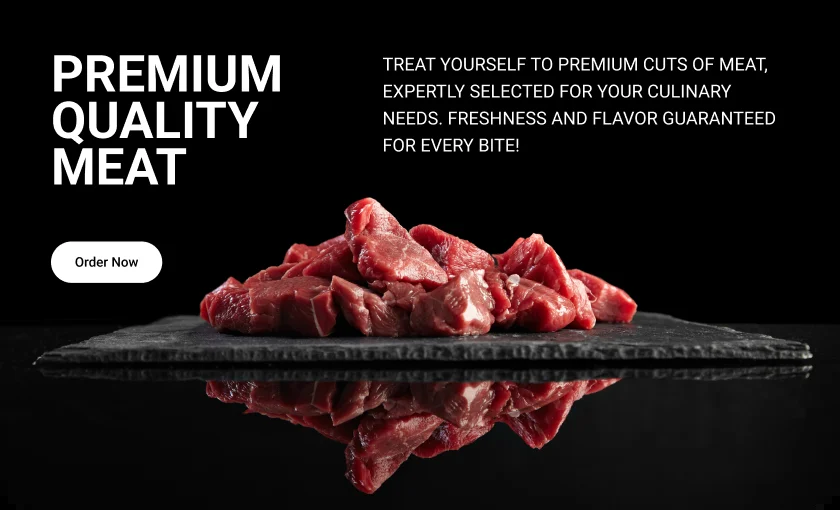 PREMIUM
QUALITY
MEAT
TREAT YOURSELF TO PREMIUM CUTS OF MEAT,
EXPERTLY SELECTED FOR YOUR CULINARY
NEEDS. FRESHNESS AND FLAVOR GUARANTEED
FOR EVERY BITE!
Order Now